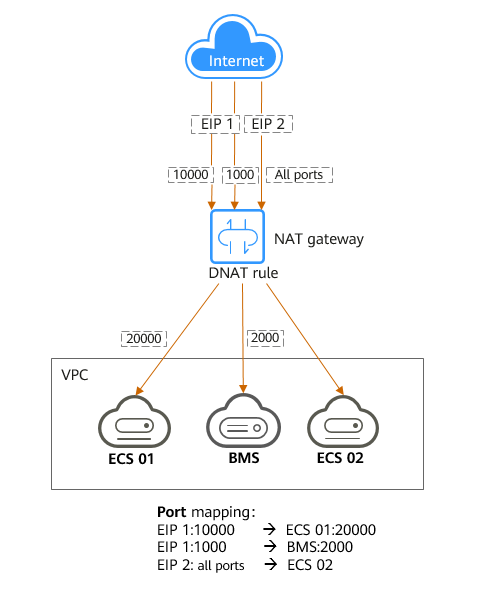 Internet
EIP 1 EIP 2
10000 1000 All ports
NAT gateway
DNAT rule
20000 2000
VPC
ECS 01 BMS ECS 02
Port mapping:
EIP 1:10000 → ECS 01:20000
EIP 1:1000 → BMS:2000
EIP 2: all ports → ECS 02